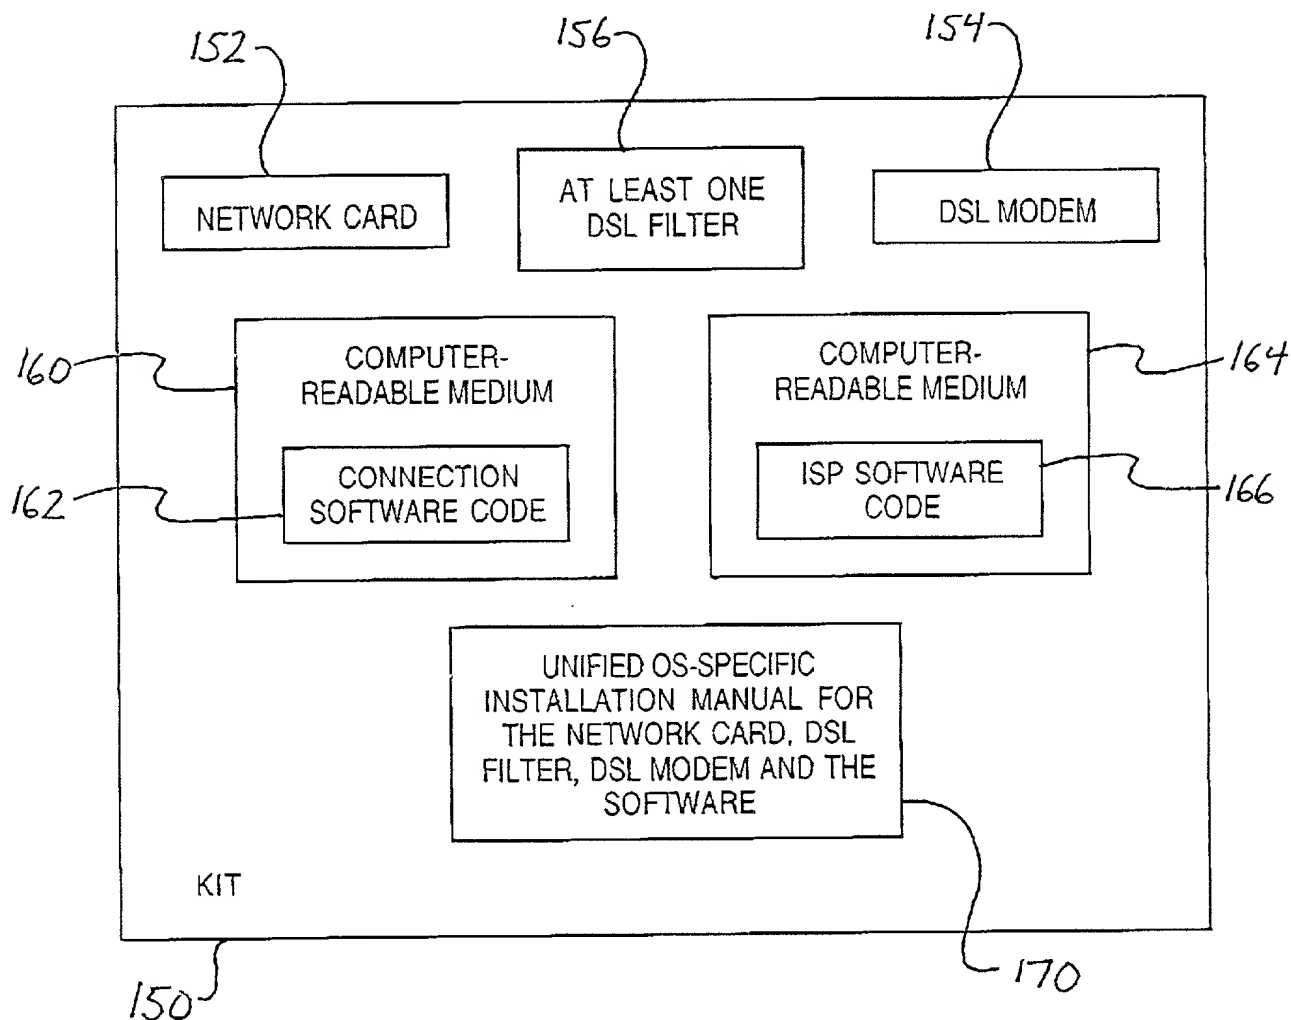 152
156
154
NETWORK CARD
AT LEAST ONE
DSL FILTER
DSL MODEM
160
COMPUTER-
READABLE MEDIUM
162
CONNECTION
SOFTWARE CODE
COMPUTER-
READABLE MEDIUM
164
ISP SOFTWARE
CODE
166
UNIFIED OS-SPECIFIC
INSTALLATION MANUAL FOR
THE NETWORK CARD, DSL
FILTER, DSL MODEM AND THE
SOFTWARE
KIT
150
170